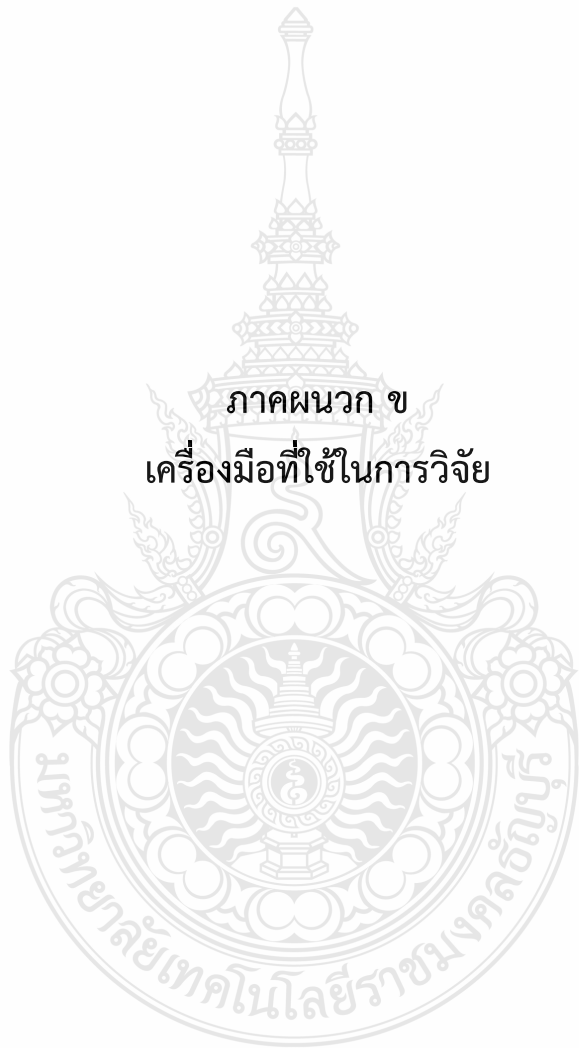 ภาคผนวก ข
เครื่องมือที่ใช้ในการวิจัย
มหาวิทยาลัยเทคโนโลยีราชมงคลธัญบุรี